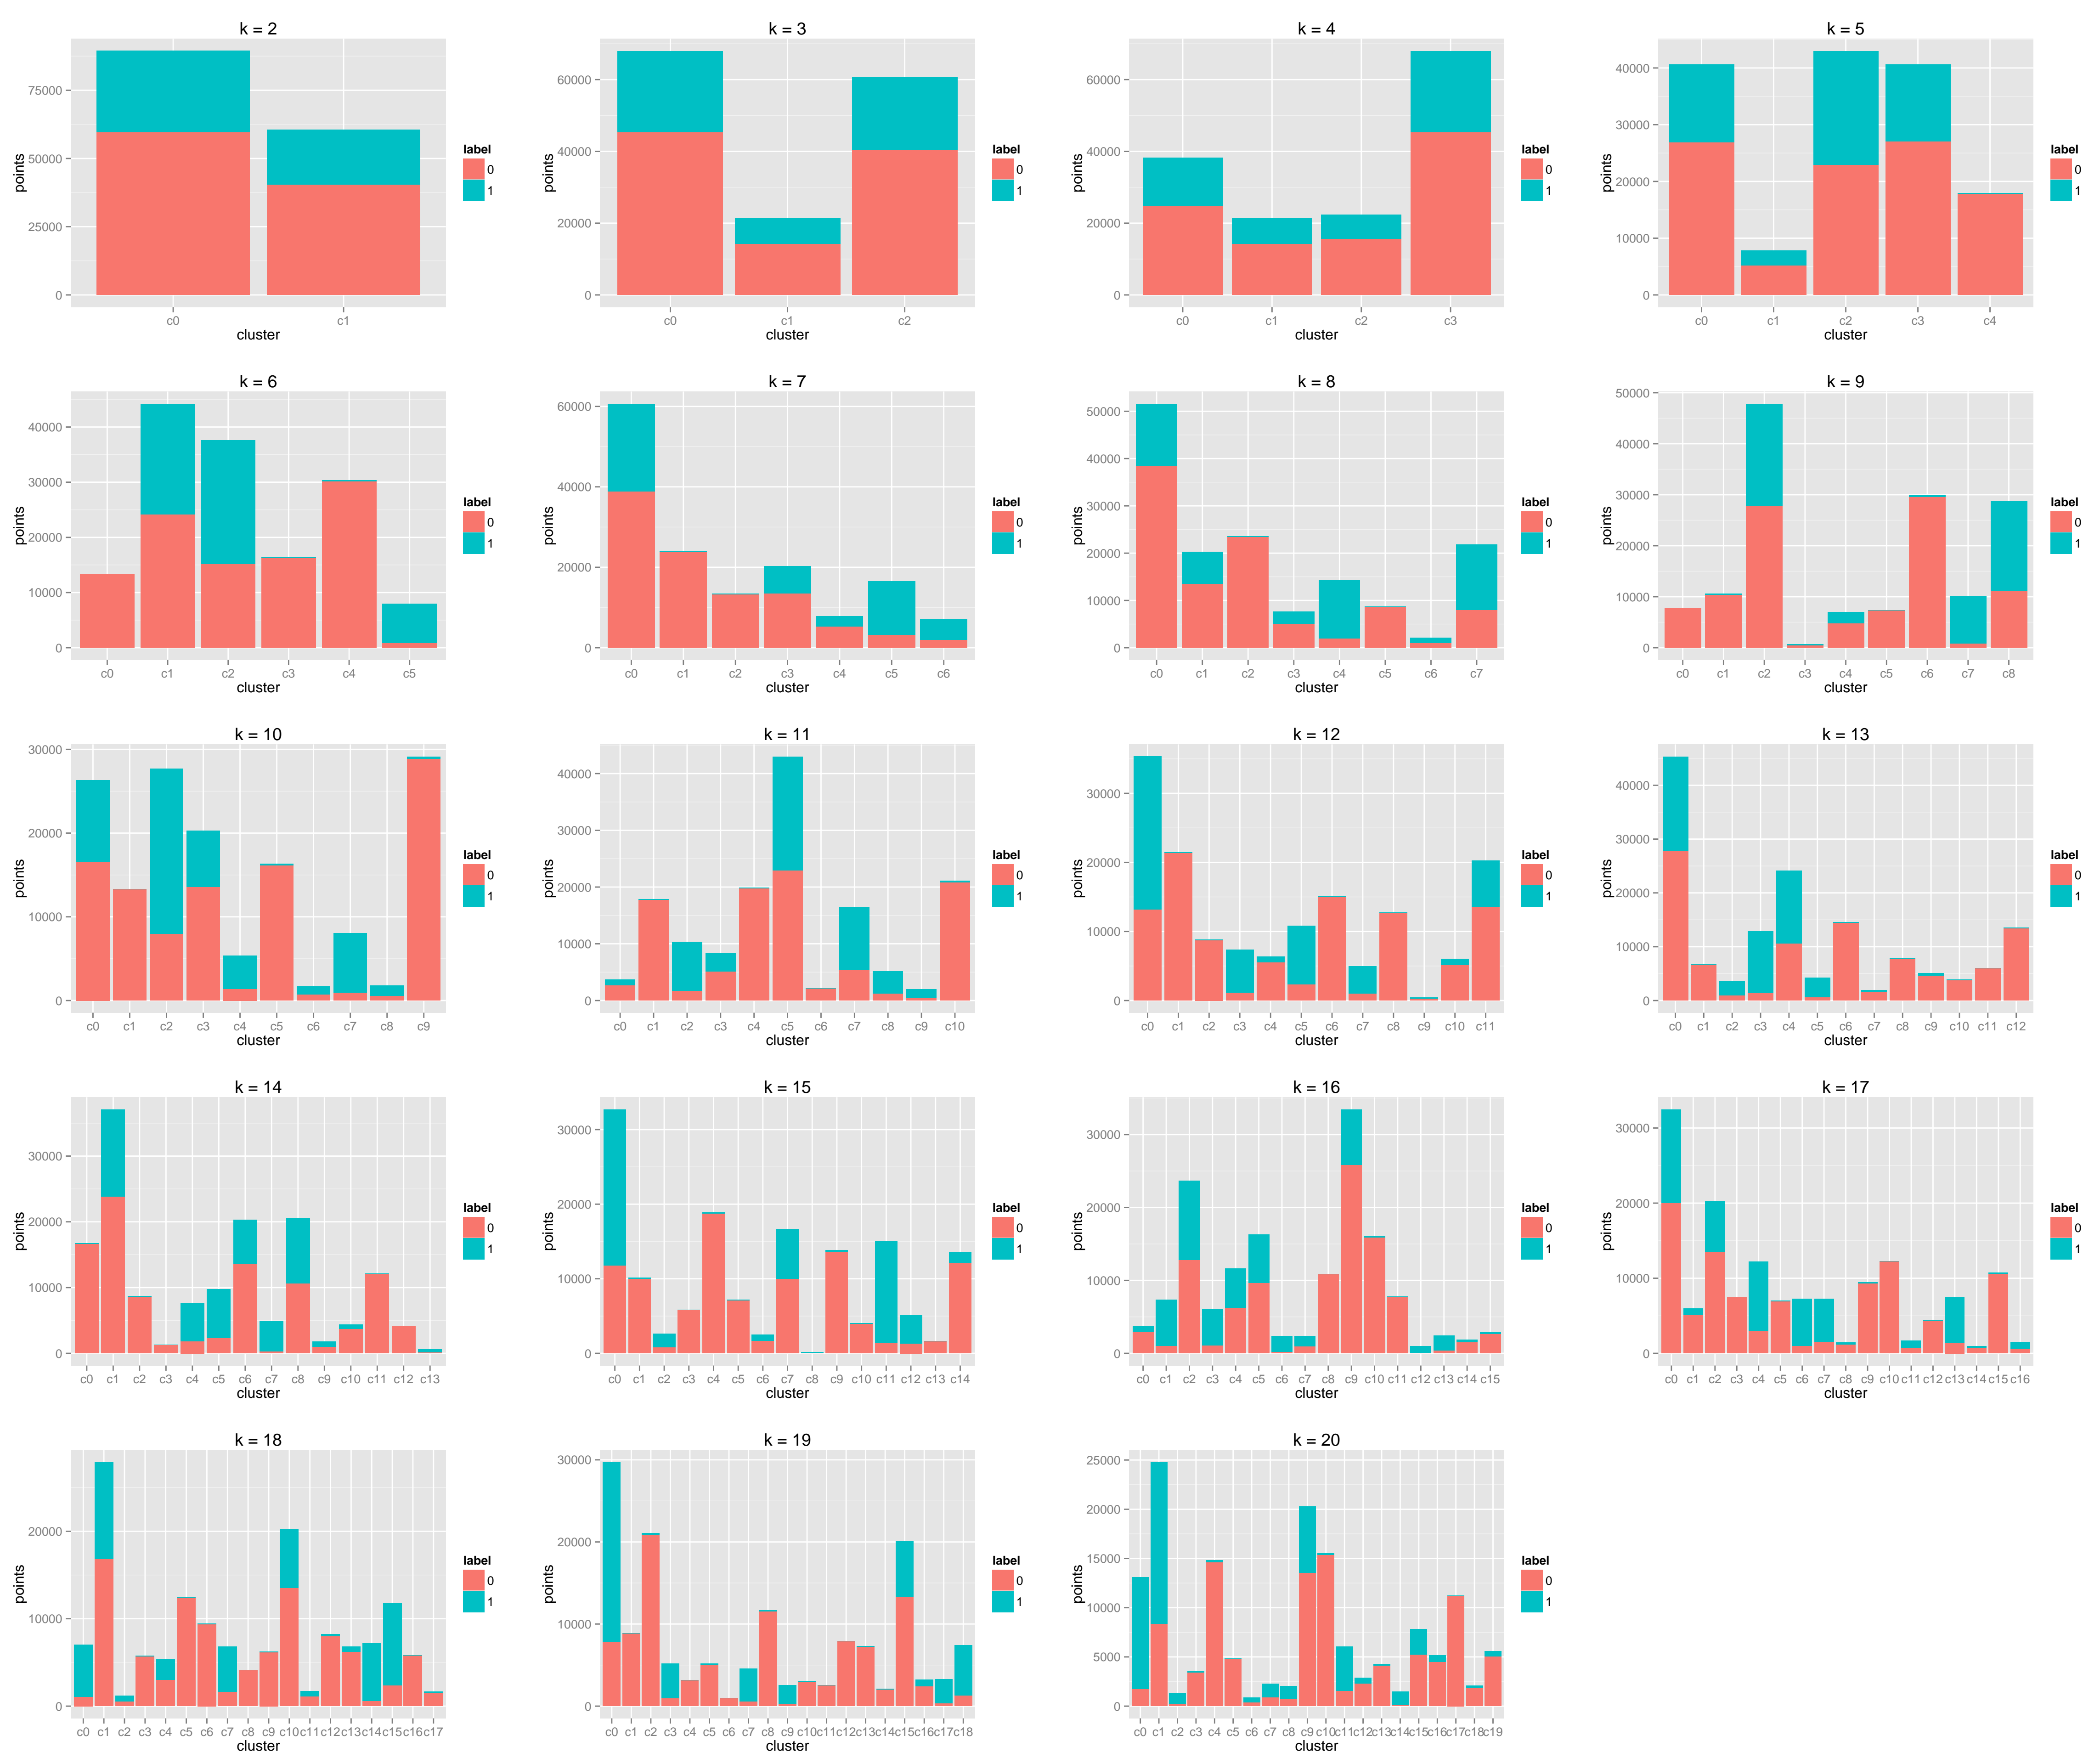 k = 2
points
75000
50000
25000
0
c0 c1
cluster
label
0
1
k = 3
points
60000
40000
20000
0
c0 c1 c2
cluster
label
0
1
k = 4
points
60000
40000
20000
0
c0 c1 c2 c3
cluster
label
0
1
k = 5
points
40000
30000
20000
10000
0
c0 c1 c2 c3 c4
cluster
label
0
1
k = 6
points
40000
30000
20000
10000
0
c0 c1 c2 c3 c4 c5
cluster
label
0
1
k = 7
points
60000
40000
20000
0
c0 c1 c2 c3 c4 c5 c6
cluster
label
0
1
k = 8
points
50000
40000
30000
20000
10000
0
c0 c1 c2 c3 c4 c5 c6 c7
cluster
label
0
1
k = 9
points
50000
40000
30000
20000
10000
0
c0 c1 c2 c3 c4 c5 c6 c7 c8
cluster
label
0
1
k = 10
points
30000
20000
10000
0
c0 c1 c2 c3 c4 c5 c6 c7 c8 c9
cluster
label
0
1
k = 11
points
40000
30000
20000
10000
0
c0 c1 c2 c3 c4 c5 c6 c7 c8 c9 c10
cluster
label
0
1
k = 12
points
30000
20000
10000
0
c0 c1 c2 c3 c4 c5 c6 c7 c8 c9 c10 c11
cluster
label
0
1
k = 13
points
40000
30000
20000
10000
0
c0 c1 c2 c3 c4 c5 c6 c7 c8 c9 c10 c11 c12
cluster
label
0
1
k = 14
points
30000
20000
10000
0
c0 c1 c2 c3 c4 c5 c6 c7 c8 c9 c10 c11 c12 c13
cluster
label
0
1
k = 15
points
30000
20000
10000
0
c0 c1 c2 c3 c4 c5 c6 c7 c8 c9 c10 c11 c12 c13 c14
cluster
label
0
1
k = 16
points
30000
20000
10000
0
c0 c1 c2 c3 c4 c5 c6 c7 c8 c9 c10 c11 c12 c13 c14 c15
cluster
label
0
1
k = 17
points
30000
20000
10000
0
c0 c1 c2 c3 c4 c5 c6 c7 c8 c9 c10 c11 c12 c13 c14 c15 c16
cluster
label
0
1
k = 18
points
20000
10000
0
c0 c1 c2 c3 c4 c5 c6 c7 c8 c9 c10 c11 c12 c13 c14 c15 c16 c17
cluster
label
0
1
k = 19
points
30000
20000
10000
0
c0 c1 c2 c3 c4 c5 c6 c7 c8 c9 c10 c11 c12 c13 c14 c15 c16 c17 c18
cluster
label
0
1
k = 20
points
25000
20000
15000
10000
5000
0
c0 c1 c2 c3 c4 c5 c6 c7 c8 c9 c10 c11 c12 c13 c14 c15 c16 c17 c18 c19
cluster
label
0
1